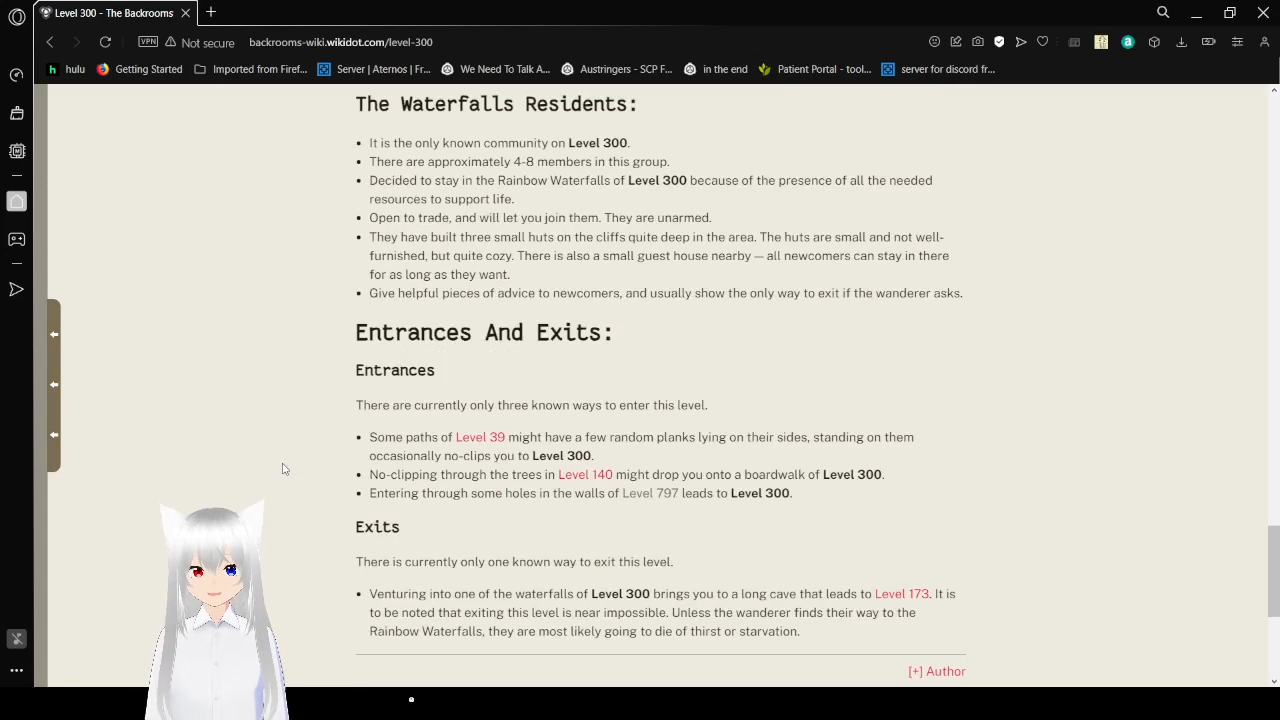 Level 300 - The Backrooms
VPN Not secure backrooms-wiki.wikidot.com/level-300
hulu Getting Started Imported from Firef... Server | Aternos | Fr... We Need To Talk A... Austringers - SCP F... in the end Patient Portal - tool... server for discord fr...
The Waterfalls Residents:
It is the only known community on Level 300.
There are approximately 4-8 members in this group.
Decided to stay in the Rainbow Waterfalls of Level 300 because of the presence of all the needed
resources to support life.
Open to trade, and will let you join them. They are unarmed.
They have built three small huts on the cliffs quite deep in the area. The huts are small and not well-
furnished, but quite cozy. There is also a small guest house nearby — all newcomers can stay in there
for as long as they want.
Give helpful pieces of advice to newcomers, and usually show the only way to exit if the wanderer asks.
Entrances And Exits:
Entrances
There are currently only three known ways to enter this level.
Some paths of Level 39 might have a few random planks lying on their sides, standing on them
occasionally no-clips you to Level 300.
No-clipping through the trees in Level 140 might drop you onto a boardwalk of Level 300.
Entering through some holes in the walls of Level 797 leads to Level 300.
Exits
There is currently only one known way to exit this level.
Venturing into one of the waterfalls of Level 300 brings you to a long cave that leads to Level 173. It is
to be noted that exiting this level is near impossible. Unless the wanderer finds their way to the
Rainbow Waterfalls, they are most likely going to die of thirst or starvation.
[+] Author